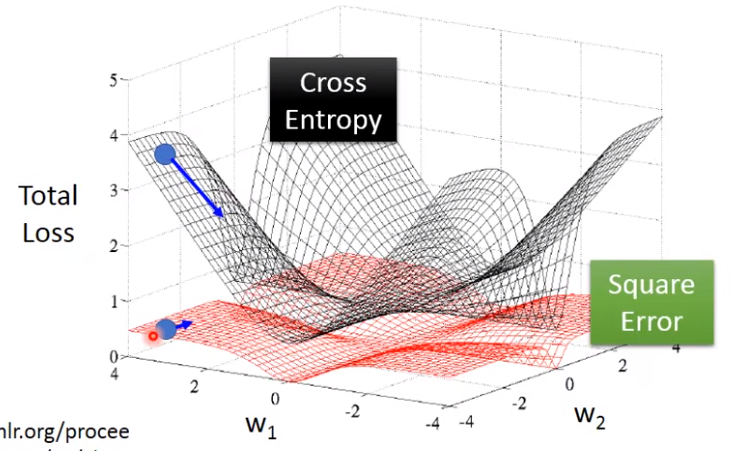 Cross
Entropy
Total
Loss
5
4
3
2
1
0
Square
Error
4
2
0
-2
-4
w1
-4
-2
0
2
4
w2
nlr.org/procee